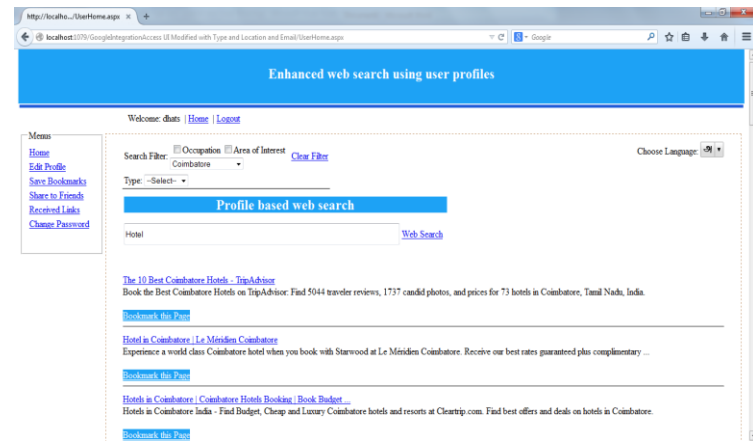 http://localho.../UserHome.aspx × +
localhost:1079/GoogleIntegrationAccess UI Modified with Type and Location and Email/UserHome.aspx
Google
Enhanced web search using user profiles
Welcome: dhats | Home | Logout
Menus
Home
Edit Profile
Save Bookmarks
Share to Friends
Received Links
Change Password
Search Filter: Occupation Area of Interest Clear Filter
Coimbatore
Choose Language: அ
Type: --Select--
Profile based web search
Hotel
Web Search
The 10 Best Coimbatore Hotels - TripAdvisor
Book the Best Coimbatore Hotels on TripAdvisor: Find 5044 traveler reviews, 1737 candid photos, and prices for 73 hotels in Coimbatore, Tamil Nadu, India.
Bookmark this Page
Hotel in Coimbatore | Le Méridien Coimbatore
Experience a world class Coimbatore hotel when you book with Starwood at Le Méridien Coimbatore. Receive our best rates guaranteed plus complimentary ...
Bookmark this Page
Hotels in Coimbatore | Coimbatore Hotels Booking | Book Budget ...
Hotels in Coimbatore India - Find Budget, Cheap and Luxury Coimbatore hotels and resorts at Cleartrip.com. Find best offers and deals on hotels in Coimbatore.
Bookmark this Page